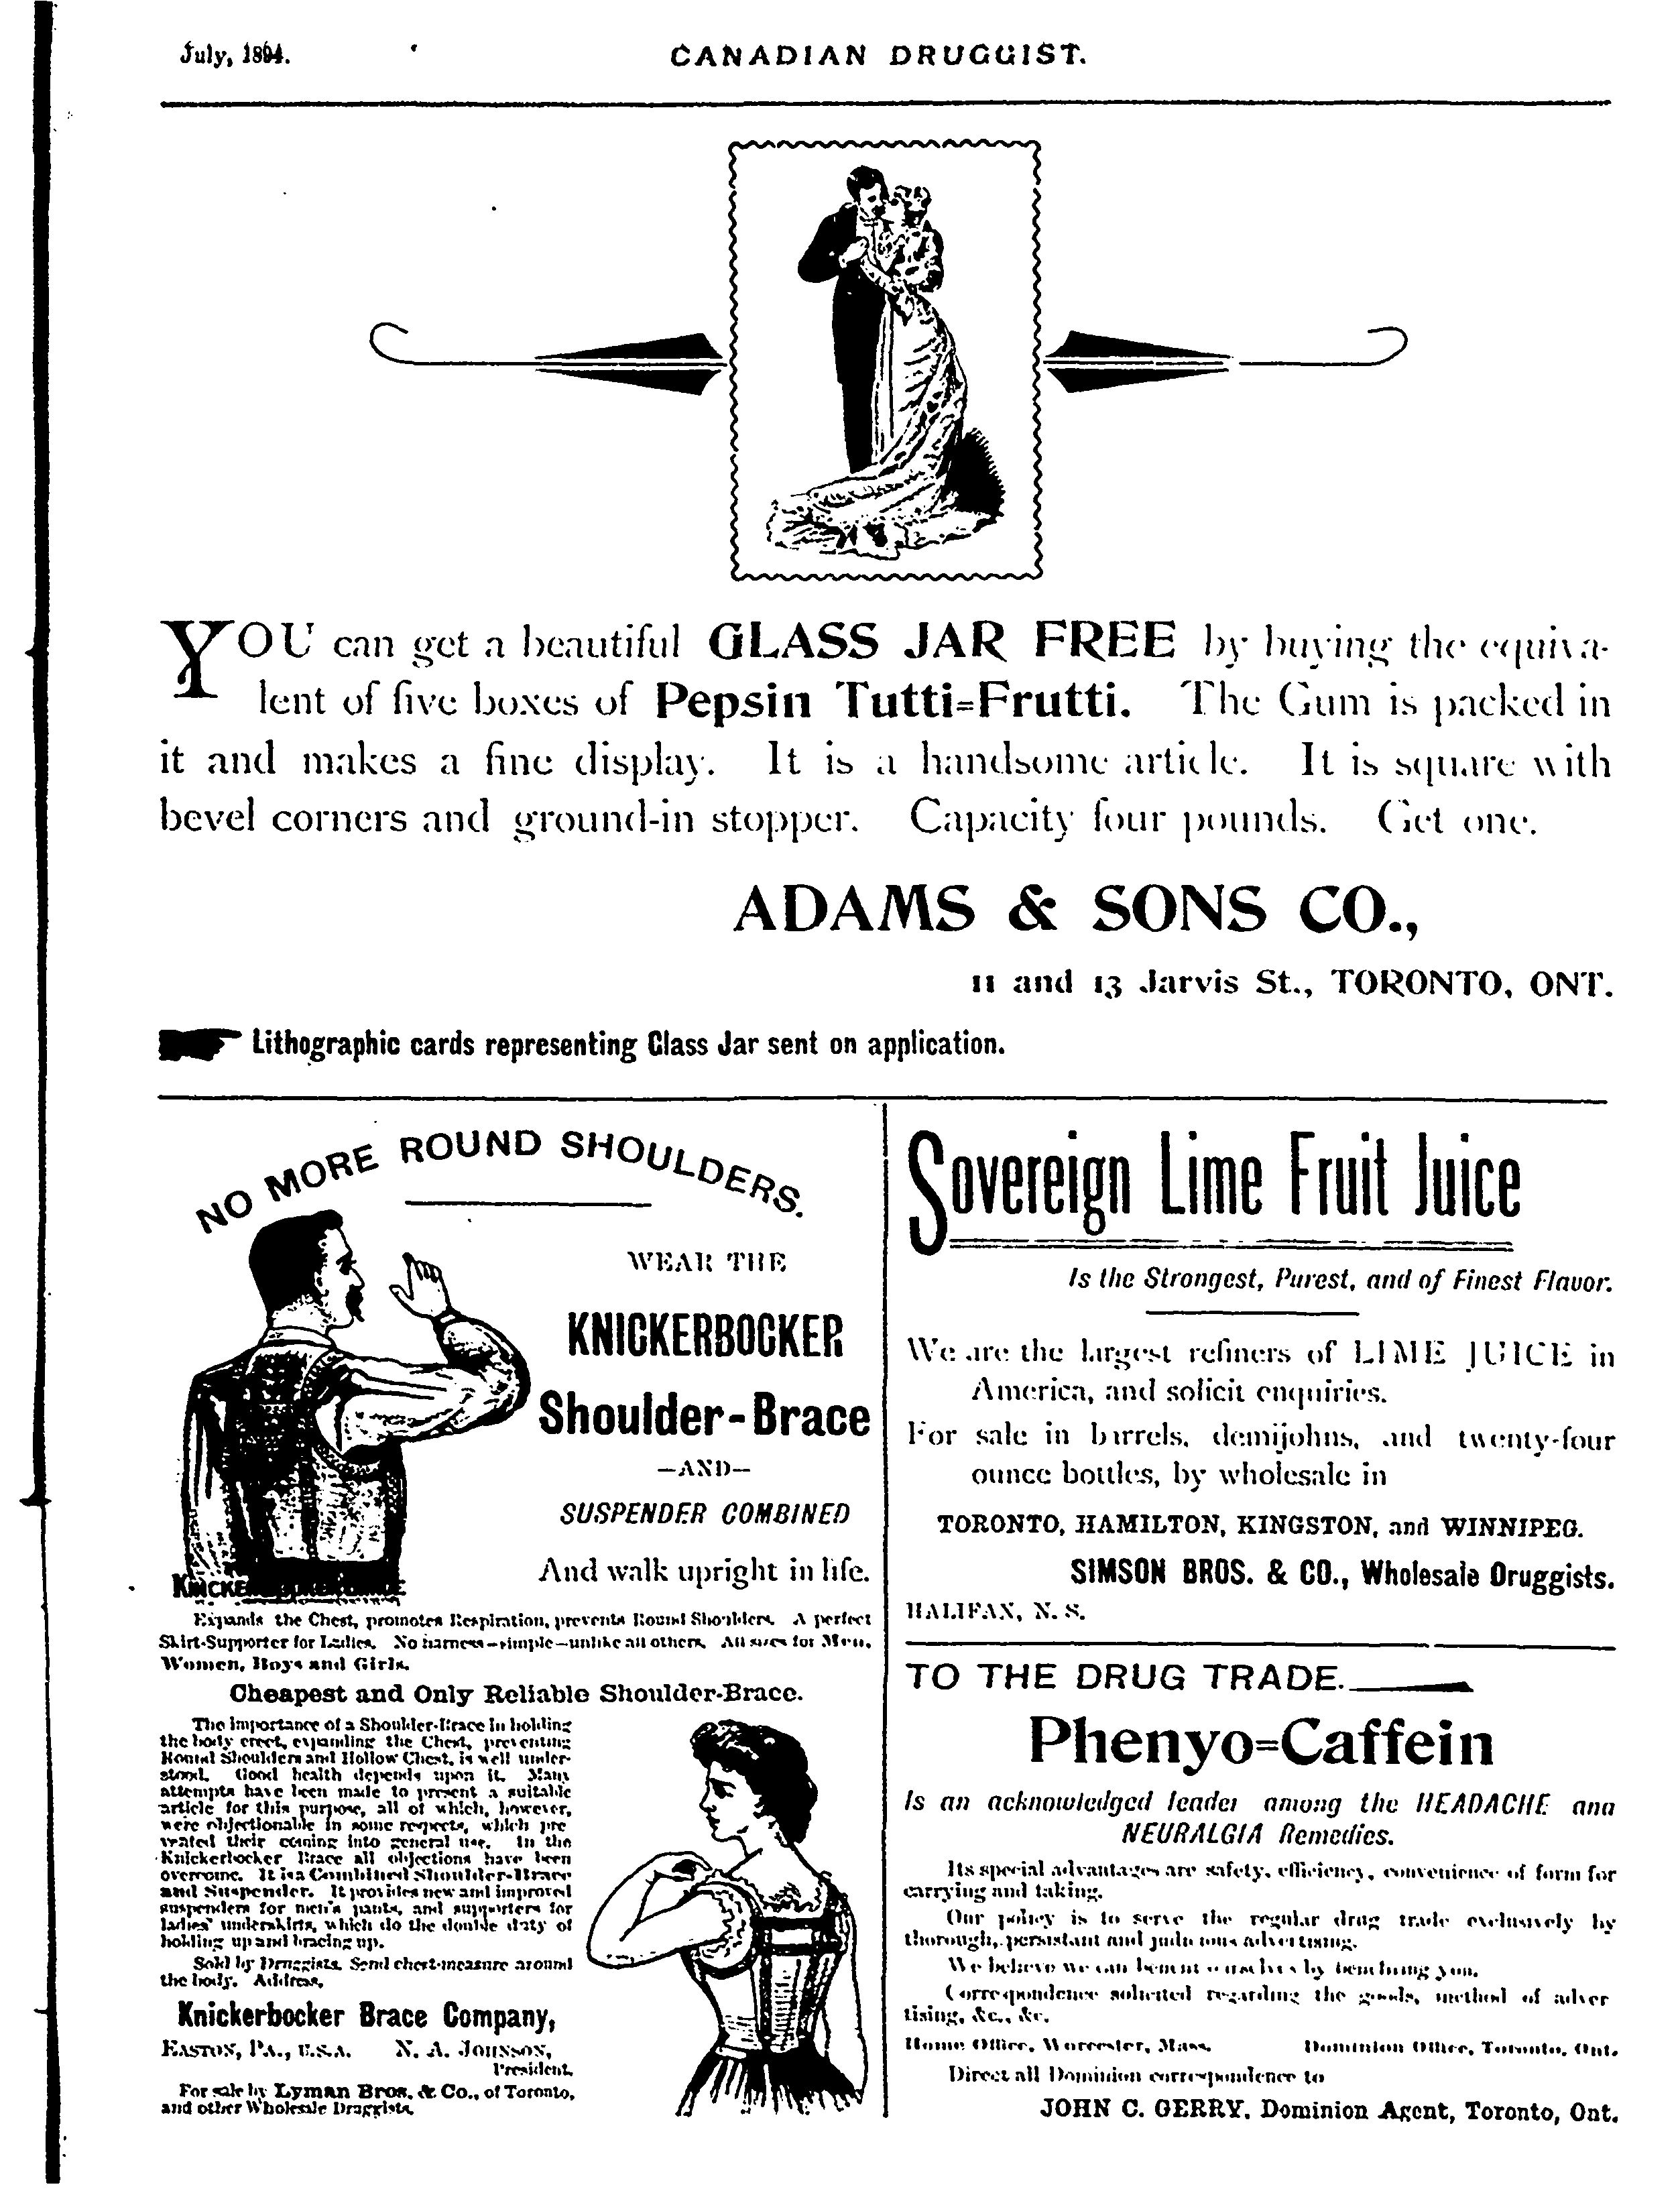 July, 1894.
CANADIAN DRUGGIST.
YOU can get a beautiful GLASS JAR FREE by buying the equiva-
lent of five boxes of Pepsin Tutti=Frutti. The Gum is packed in
it and makes a fine display. It is a handsome article. It is square with
bevel corners and ground-in stopper. Capacity four pounds. Get one.
ADAMS & SONS CO.,
11 and 13 Jarvis St., TORONTO, ONT.
Lithographic cards representing Glass Jar sent on application.
NO MORE ROUND SHOULDERS.
WEAR THE
KNICKERBOCKER
Shoulder-Brace
—AND—
SUSPENDER COMBINED
And walk upright in life.
Expands the Chest, promotes Respiration, prevents Round Shoulders. A perfect
Skirt-Supporter for Ladies. No harness—simple—unlike all others. All sizes for Men,
Women, Boys and Girls.
Cheapest and Only Reliable Shoulder-Brace.
The importance of a Shoulder-Brace in holding
the body erect, expanding the Chest, preventing
Round Shoulders and Hollow Chest, is well under-
stood. Good health depends upon it. Many
attempts have been made to present a suitable
article for this purpose, all of which, however,
were objectionable in some respects, which pre
vented their coming into general use. In the
Knickerbocker Brace all objections have been
overcome. It is a Combined Shoulder-Brace
and Suspender. It provides new and improved
suspenders for men's pants, and supporters for
ladies' underskirts, which do the double duty of
holding up and bracing up.
Sold by Druggists. Send chest-measure around
the body. Address,
Knickerbocker Brace Company,
EASTON, PA., U.S.A. N. A. JOHNSON,
President.
For sale by Lyman Bros. & Co., of Toronto,
and other Wholesale Druggists.
Sovereign Lime Fruit Juice
Is the Strongest, Purest, and of Finest Flavor.
We are the largest refiners of LIME JUICE in
America, and solicit enquiries.
For sale in barrels, demijohns, and twenty-four
ounce bottles, by wholesale in
TORONTO, HAMILTON, KINGSTON, and WINNIPEG.
SIMSON BROS. & CO., Wholesale Druggists.
HALIFAX, N. S.
TO THE DRUG TRADE.
Phenyo=Caffein
Is an acknowledged leader among the HEADACHE and
NEURALGIA Remedies.
Its special advantages are safety, efficiency, convenience of form for
carrying and taking.
Our policy is to serve the regular drug trade exclusively by
thorough, persistant and judicious advertising.
We believe we can benefit ourselves by benefiting you.
Correspondence solicited regarding the goods, method of adver
tising, &c., &c.
Home Office, Worcester, Mass. Dominion Office, Toronto, Ont.
Direct all Dominion correspondence to
JOHN C. GERRY, Dominion Agent, Toronto, Ont.